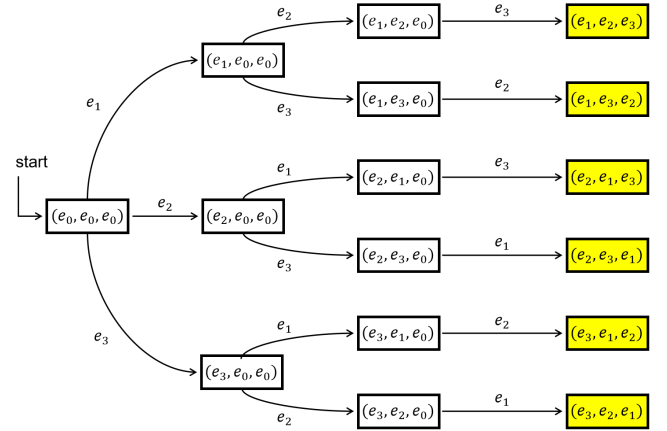 e₂
e₃
(e₁, e₂, e₀)
(e₁, e₂, e₃)
(e₁, e₀, e₀)
e₁
e₃
(e₁, e₃, e₀)
e₂
(e₁, e₃, e₂)
start
e₁
(e₂, e₁, e₀)
e₃
(e₂, e₁, e₃)
(e₀, e₀, e₀)
e₂
(e₂, e₀, e₀)
e₃
(e₂, e₃, e₀)
e₁
(e₂, e₃, e₁)
e₃
e₁
(e₃, e₁, e₀)
e₂
(e₃, e₁, e₂)
(e₃, e₀, e₀)
e₂
(e₃, e₂, e₀)
e₁
(e₃, e₂, e₁)